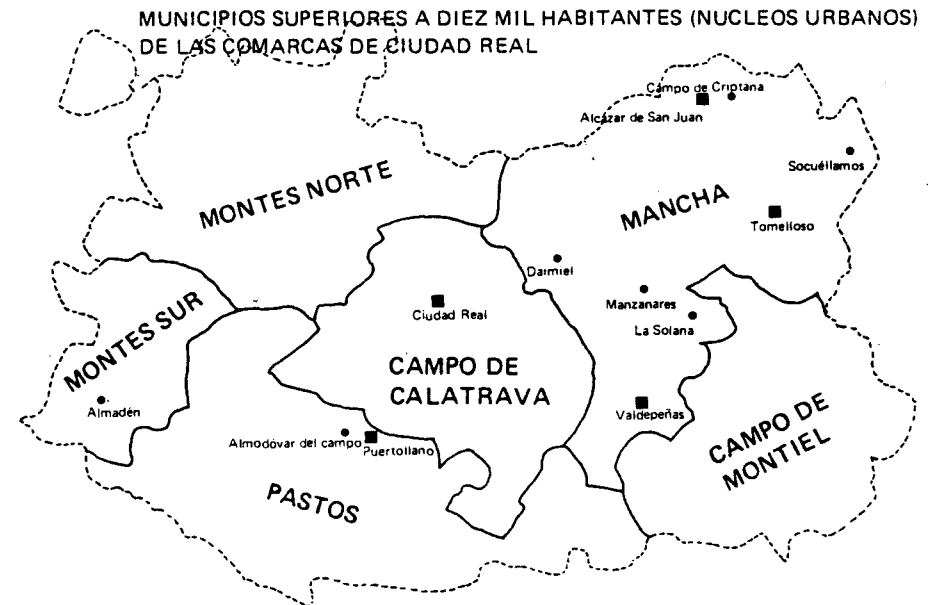 MUNICIPIOS SUPERIORES A DIEZ MIL HABITANTES (NUCLEOS URBANOS)
DE LAS COMARCAS DE CIUDAD REAL
Campo de Criptana
Alcázar de San Juan
Socuéllamos
MONTES NORTE
MANCHA
Tomelloso
Daimiel
Manzanares
Ciudad Real
La Solana
MONTES SUR
CAMPO DE
CALATRAVA
Almadén
Valdepeñas
Almodóvar del campo
Puertollano
CAMPO DE
MONTIEL
PASTOS